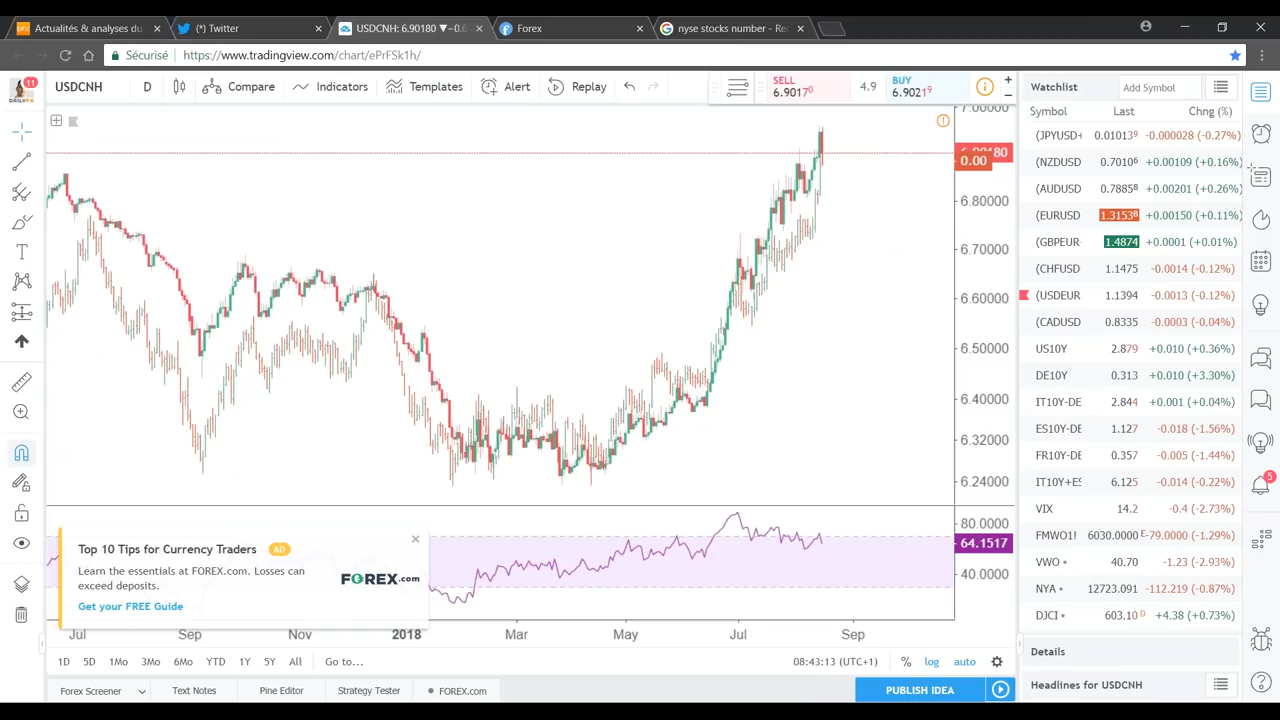 Actualités & analyses du
(*) Twitter
USDCNH: 6.90180 ▼−0.6
Forex
nyse stocks number - Rec
Sécurisé
https://www.tradingview.com/chart/ePrFSk1h/
11
USDCNH
D
Compare
Indicators
Templates
Alert
Replay
SELL
6.90170
4.9
BUY
6.90219
Watchlist
Add Symbol
Symbol Last Chng (%)
(JPYUSD+ 0.010139 -0.000028 (-0.27%)
(NZDUSD 0.70106 +0.00109 (+0.16%)
(AUDUSD 0.78858 +0.00201 (+0.26%)
(EURUSD 1.31538 +0.00150 (+0.11%)
(GBPEUR 1.4874 +0.0001 (+0.01%)
(CHFUSD 1.1475 -0.0014 (-0.12%)
(USDEUR 1.1394 -0.0013 (-0.12%)
(CADUSD 0.8335 -0.0003 (-0.04%)
US10Y 2.879 +0.010 (+0.36%)
DE10Y 0.313 +0.010 (+3.30%)
IT10Y-DE 2.844 +0.001 (+0.04%)
ES10Y-DE 1.127 -0.018 (-1.56%)
FR10Y-DE 0.357 -0.005 (-1.44%)
IT10Y+ES 6.125 -0.014 (-0.22%)
VIX 14.2 -0.4 (-2.73%)
FMWO1! 6030.0000 E -79.0000 (-1.29%)
VWO 40.70 -1.23 (-2.93%)
NYA 12723.091 -112.219 (-0.87%)
DJCI 603.10 D +4.38 (+0.73%)
Details
Headlines for USDCNH
5
7.00000
0.00
6.80000
6.70000
6.60000
6.50000
6.40000
6.32000
6.24000
80.0000
64.1517
40.0000
Top 10 Tips for Currency Traders AD
Learn the essentials at FOREX.com. Losses can
exceed deposits.
Get your FREE Guide
FOREX.com
Jul Sep Nov 2018 Mar May Jul Sep
1D 5D 1Mo 3Mo 6Mo YTD 1Y 5Y All Go to...
08:43:13 (UTC+1) % log auto
Forex Screener Text Notes Pine Editor Strategy Tester FOREX.com
PUBLISH IDEA